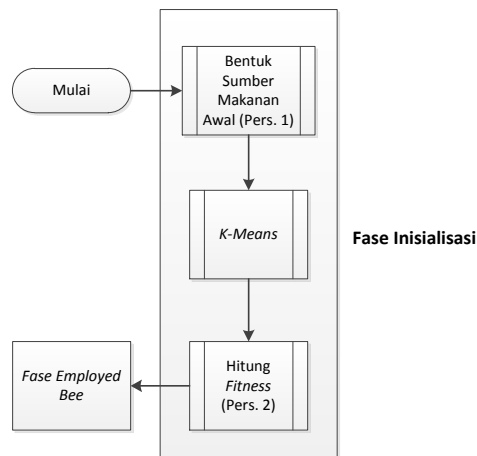 Mulai
Bentuk
Sumber
Makanan
Awal (Pers. 1)
K-Means
Fase Inisialisasi
Hitung
Fitness
(Pers. 2)
Fase Employed
Bee